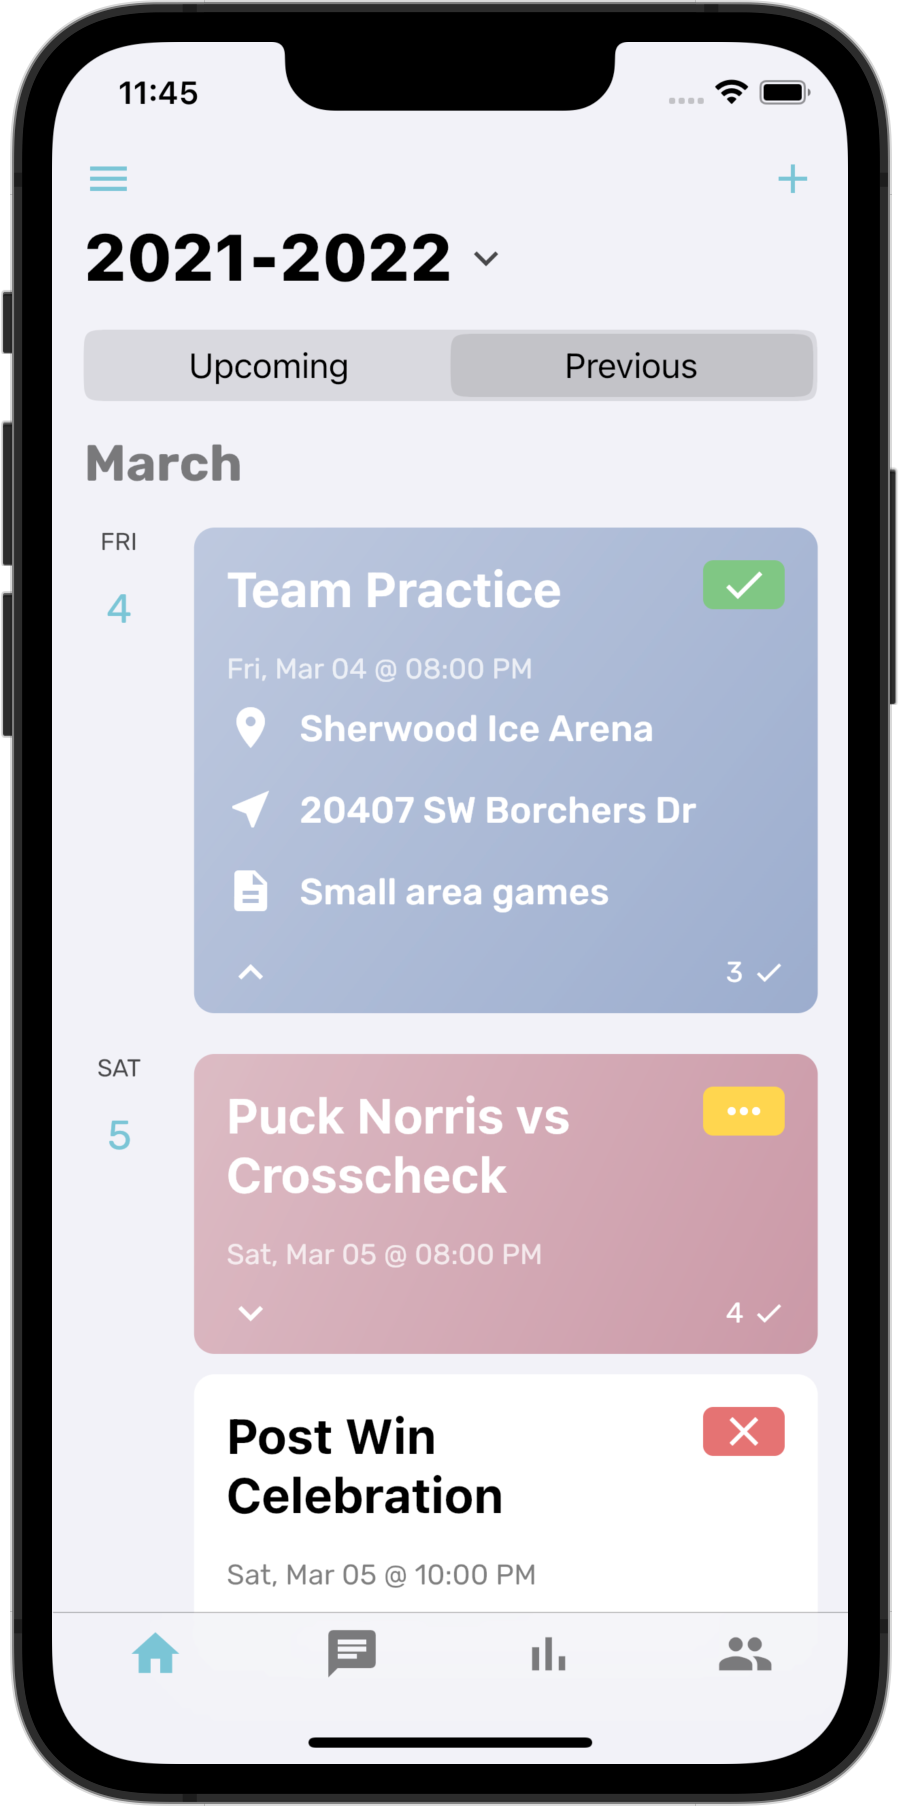 11:45
2021-2022
Upcoming
Previous
March
FRI
4
Team Practice
Fri, Mar 04 @ 08:00 PM
Sherwood Ice Arena
20407 SW Borchers Dr
Small area games
3
SAT
5
Puck Norris vs
Crosscheck
Sat, Mar 05 @ 08:00 PM
4
Post Win
Celebration
Sat, Mar 05 @ 10:00 PM